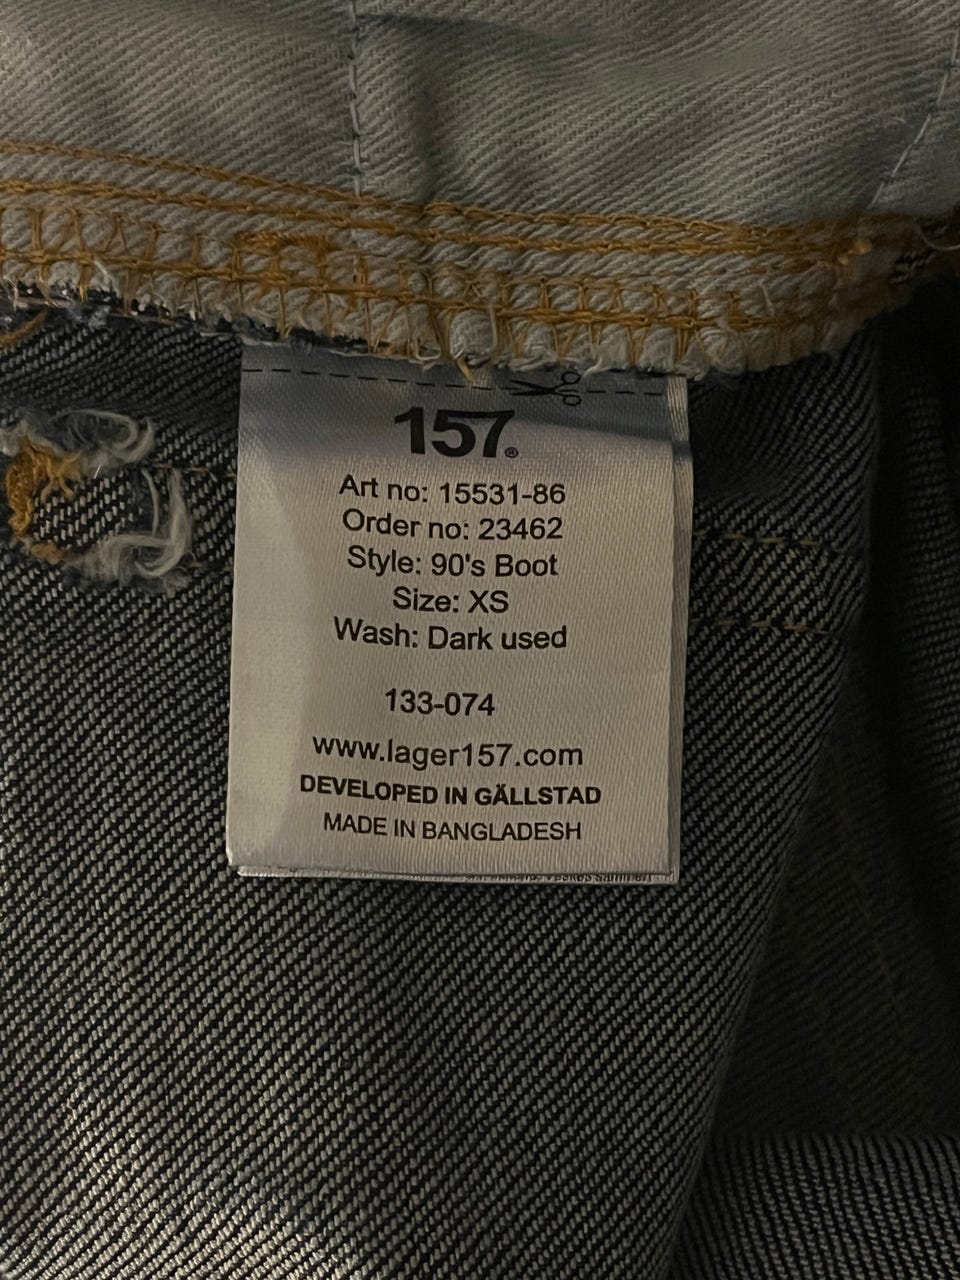 157®
Art no: 15531-86
Order no: 23462
Style: 90's Boot
Size: XS
Wash: Dark used
133-074
www.lager157.com
DEVELOPED IN GÄLLSTAD
MADE IN BANGLADESH